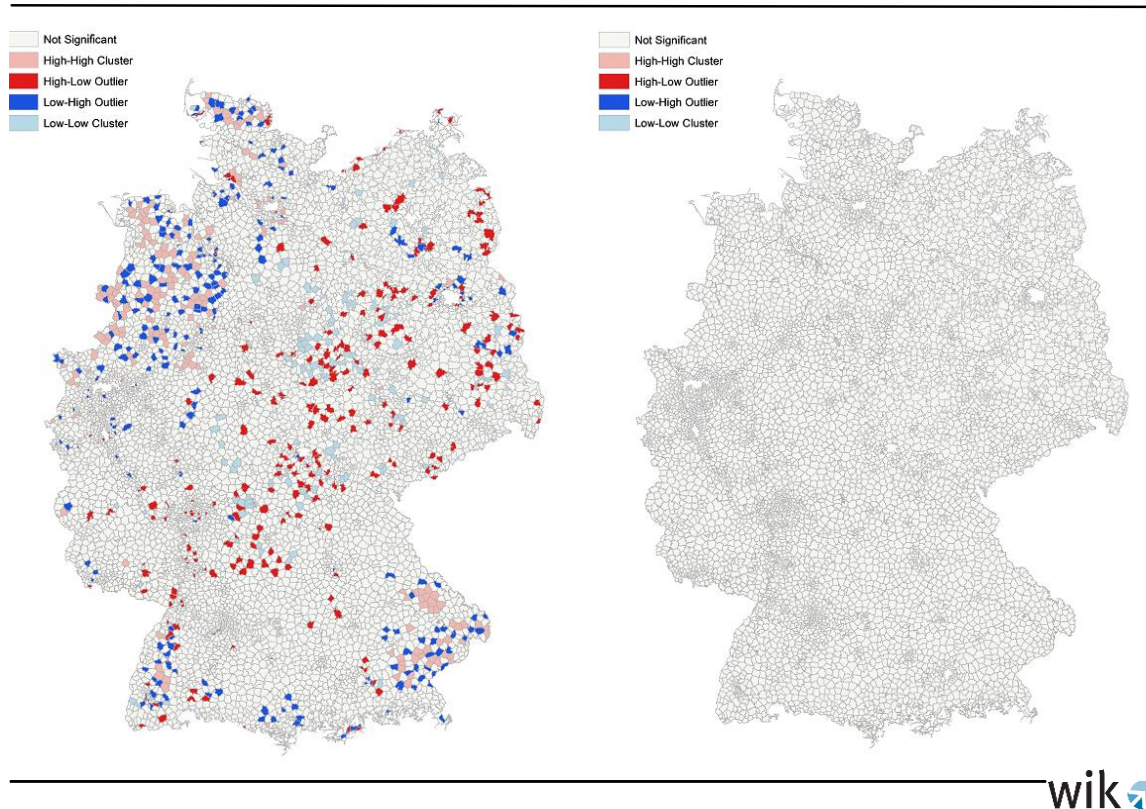 Not Significant
High-High Cluster
High-Low Outlier
Low-High Outlier
Low-Low Cluster
Not Significant
High-High Cluster
High-Low Outlier
Low-High Outlier
Low-Low Cluster
wik